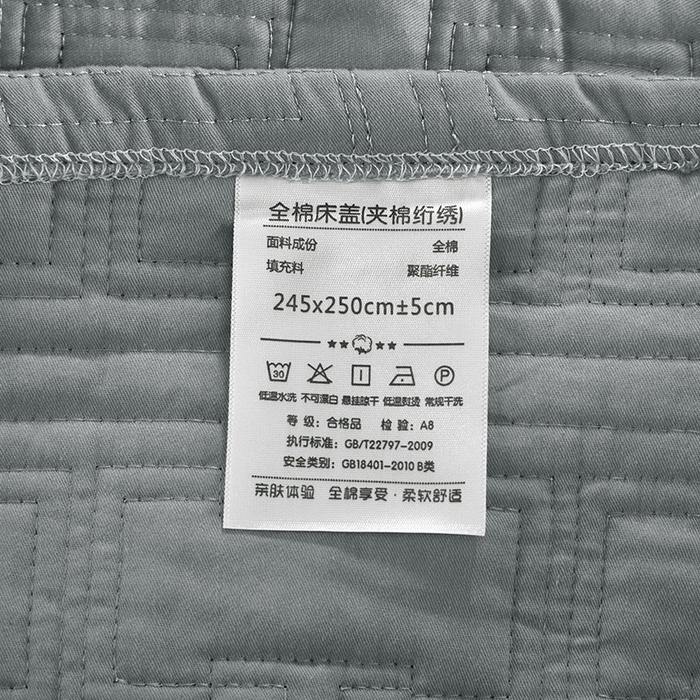 全棉床盖(夹棉绗绣)
面料成份 全棉
填充料 聚酯纤维
245x250cm±5cm
30 P
低温水洗 不可漂白 悬挂晾干 低温熨烫 常规干洗
等 级：合格品 检 验：A8
执行标准：GB/T22797-2009
安全类别：GB18401-2010 B类
亲肤体验 全棉享受·柔软舒适